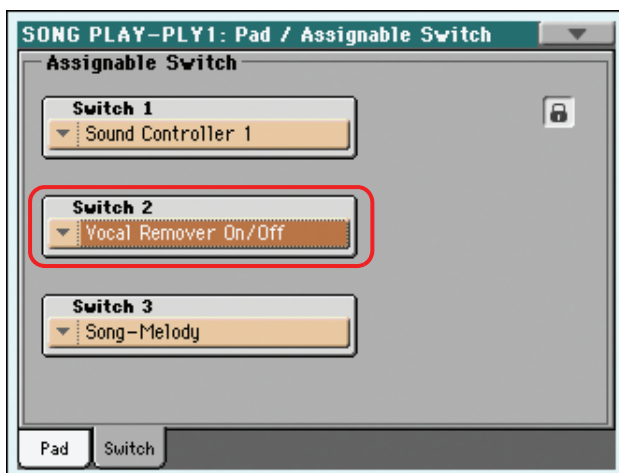 SONG PLAY-PLY1: Pad / Assignable Switch
Assignable Switch
Switch 1
Sound Controller 1
Switch 2
Vocal Remover On/Off
Switch 3
Song-Melody
Pad Switch